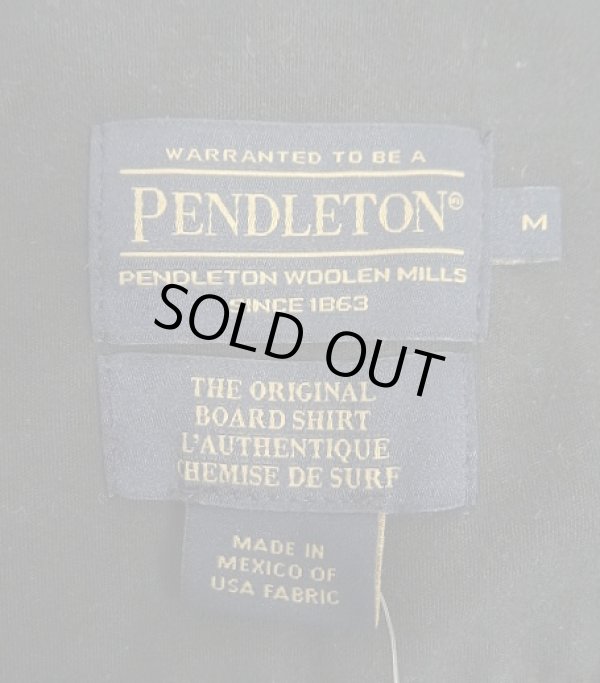 WARRANTED TO BE A
PENDLETON®
M
PENDLETON WOOLEN MILLS
SINCE 1863
SOLD OUT
THE ORIGINAL
BOARD SHIRT
L'AUTHENTIQUE
CHEMISE DE SURF
MADE IN
MEXICO OF
USA FABRIC